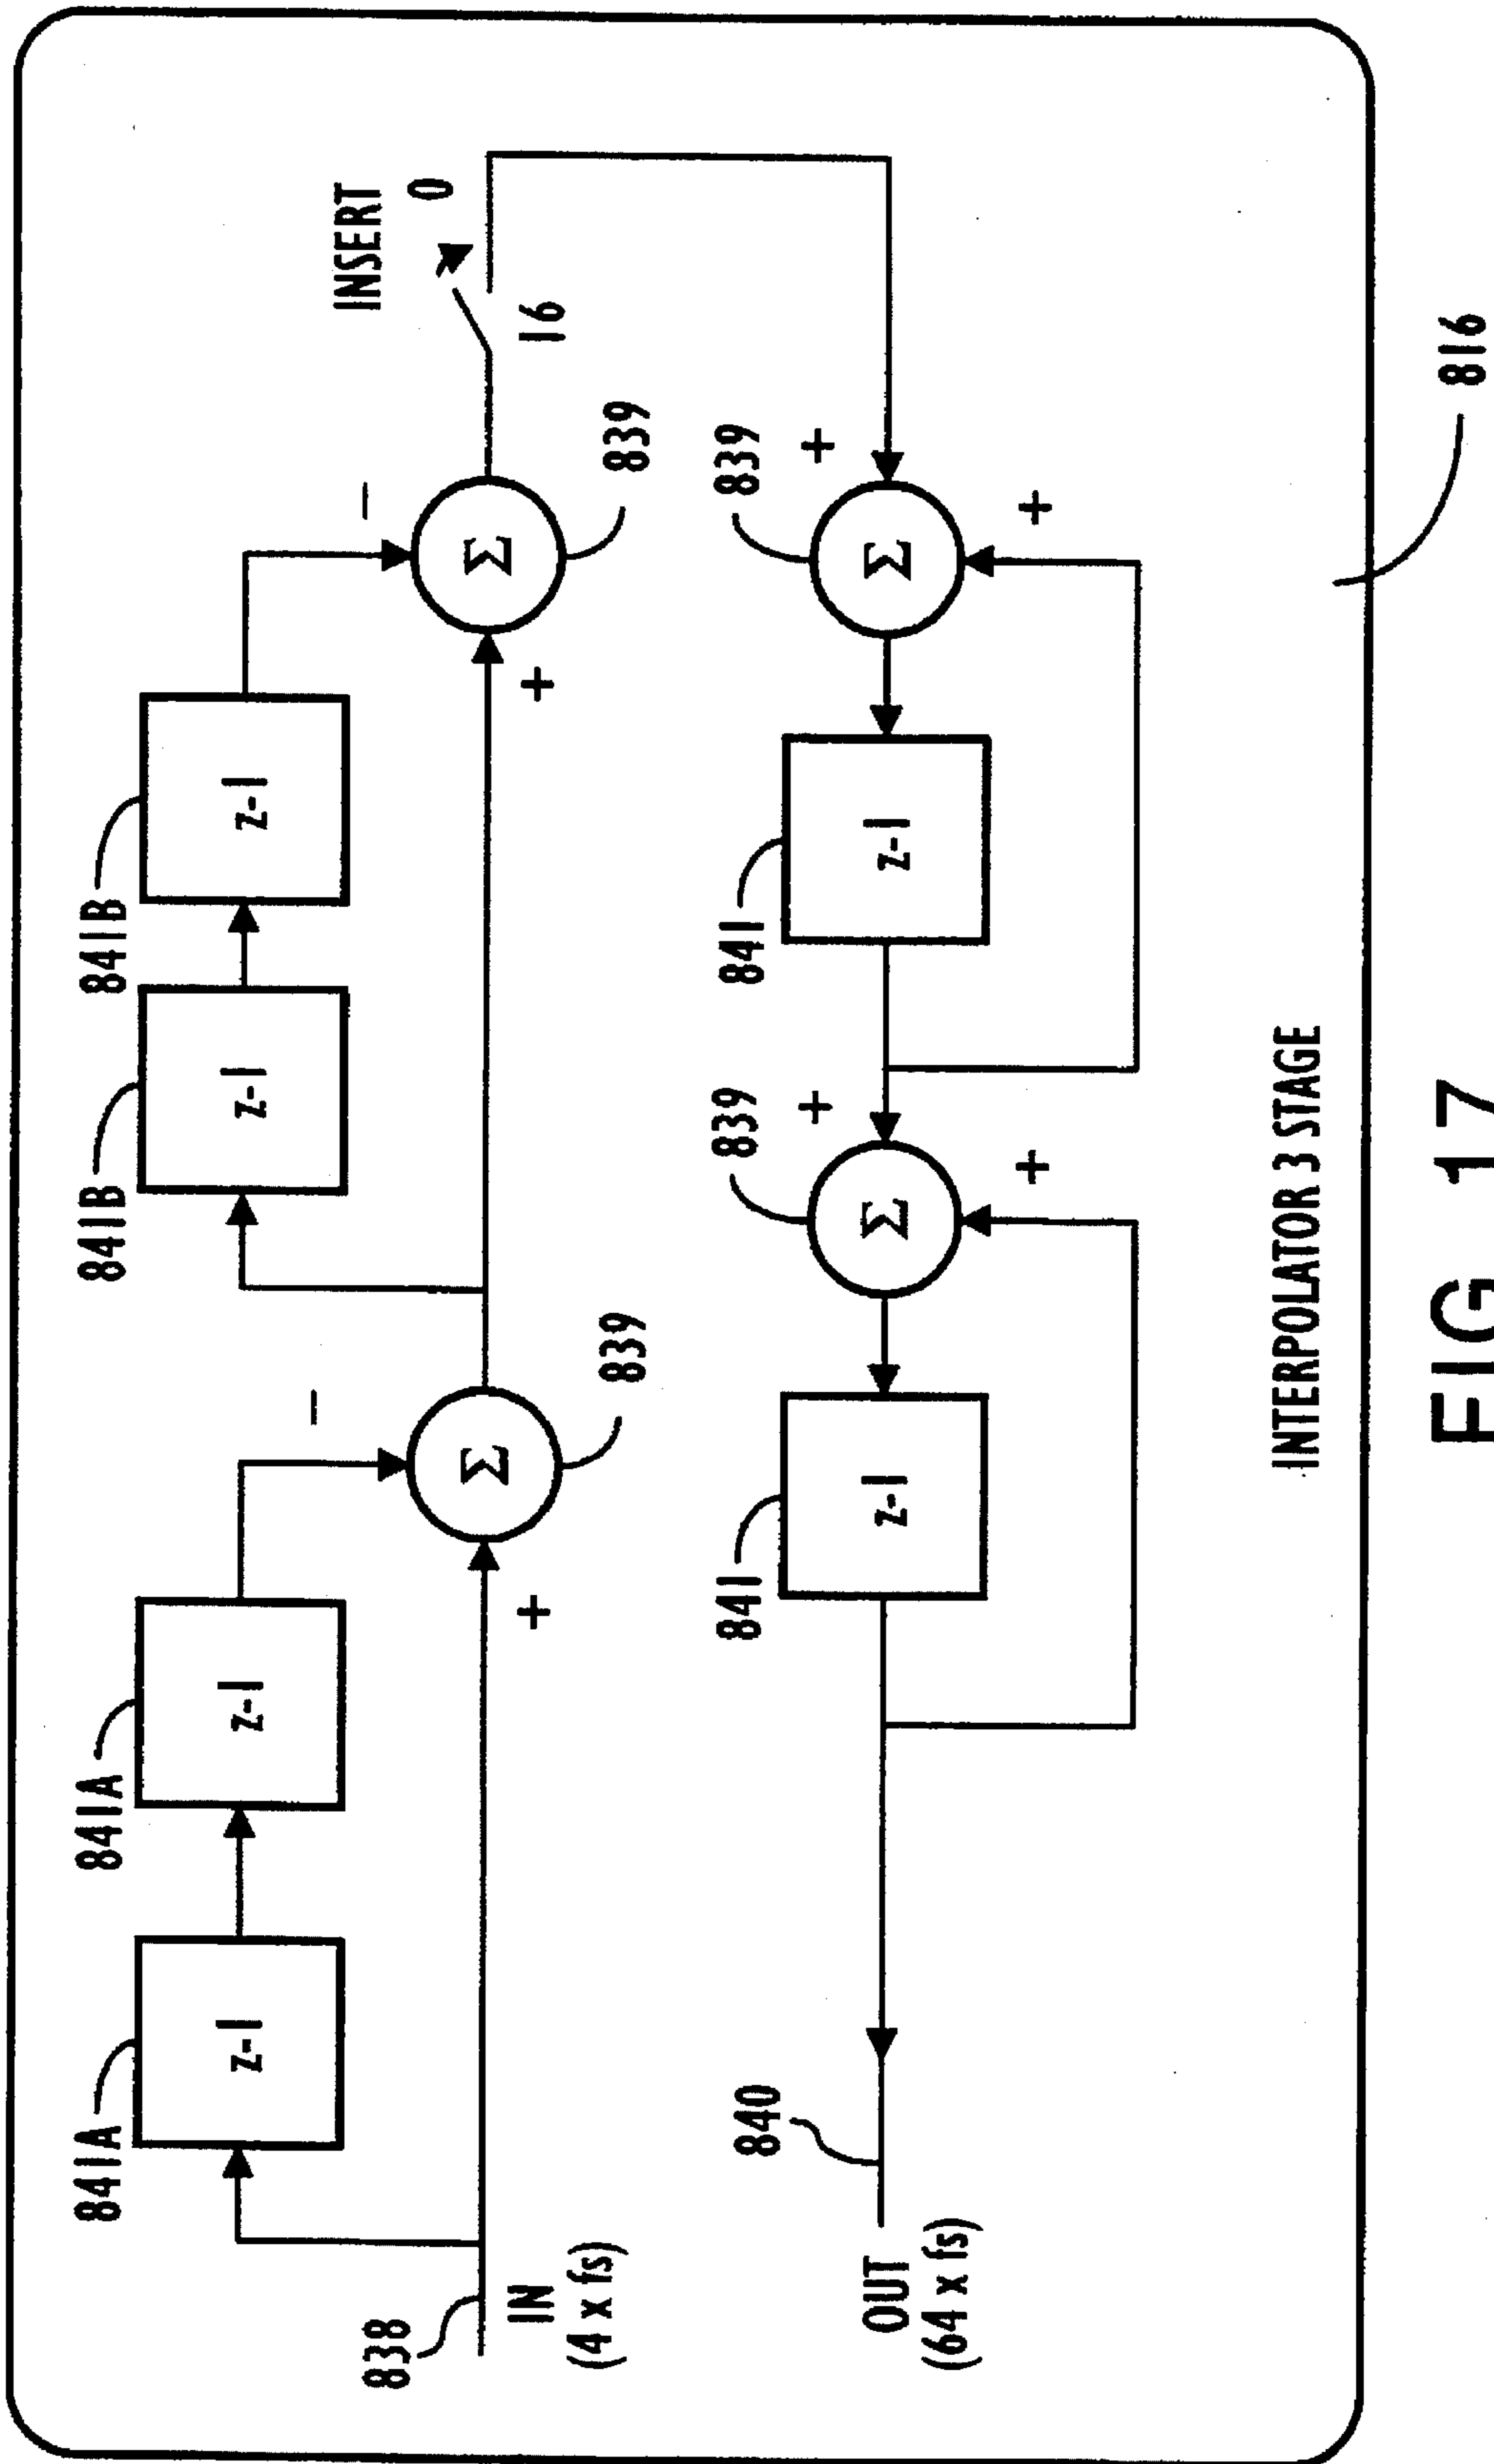 841A
841A
841B
841B
z-1
z-1
z-1
z-1
INSERT
0
-
-
838
Σ
Σ
16
+
+
IN
(4 x fs)
839
839
840
841
839
841
839
+
+
OUT
(64 x fs)
z-1
Σ
z-1
Σ
+
+
INTERPOLATOR 3 STAGE
816
FIG 17